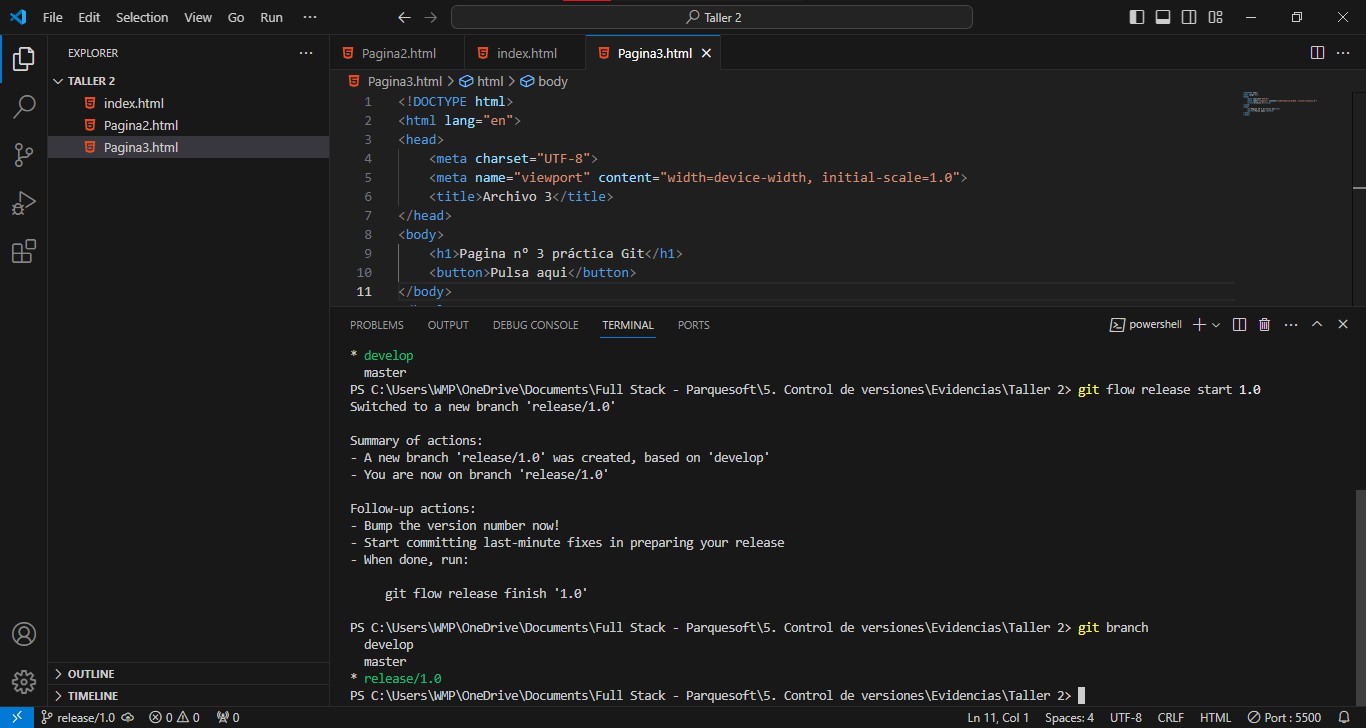 File Edit Selection View Go Run ··· Taller 2
EXPLORER ···
TALLER 2
index.html
Pagina2.html
Pagina3.html
OUTLINE
TIMELINE
Pagina2.html index.html Pagina3.html
Pagina3.html > html > body
1 <!DOCTYPE html>
2 <html lang="en">
3 <head>
4 <meta charset="UTF-8">
5 <meta name="viewport" content="width=device-width, initial-scale=1.0">
6 <title>Archivo 3</title>
7 </head>
8 <body>
9 <h1>Pagina nº 3 práctica Git</h1>
10 <button>Pulsa aqui</button>
11 </body>
PROBLEMS OUTPUT DEBUG CONSOLE TERMINAL PORTS powershell
* develop
master
PS C:\Users\WMP\OneDrive\Documents\Full Stack - Parquesoft\5. Control de versiones\Evidencias\Taller 2> git flow release start 1.0
Switched to a new branch 'release/1.0'
Summary of actions:
- A new branch 'release/1.0' was created, based on 'develop'
- You are now on branch 'release/1.0'
Follow-up actions:
- Bump the version number now!
- Start committing last-minute fixes in preparing your release
- When done, run:
git flow release finish '1.0'
PS C:\Users\WMP\OneDrive\Documents\Full Stack - Parquesoft\5. Control de versiones\Evidencias\Taller 2> git branch
develop
master
* release/1.0
PS C:\Users\WMP\OneDrive\Documents\Full Stack - Parquesoft\5. Control de versiones\Evidencias\Taller 2>
release/1.0 0 0 0 Ln 11, Col 1 Spaces: 4 UTF-8 CRLF HTML Port : 5500